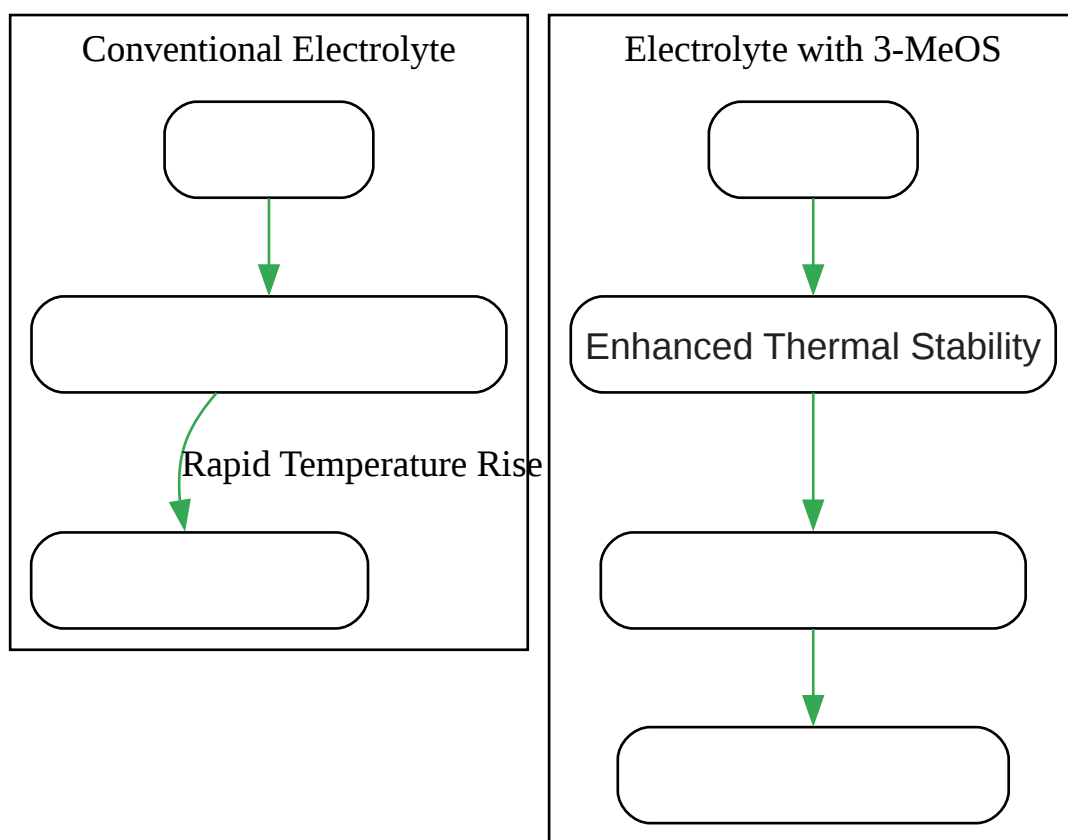 Conventional Electrolyte
Rapid Temperature Rise
Electrolyte with 3-MeOS
Enhanced Thermal Stability